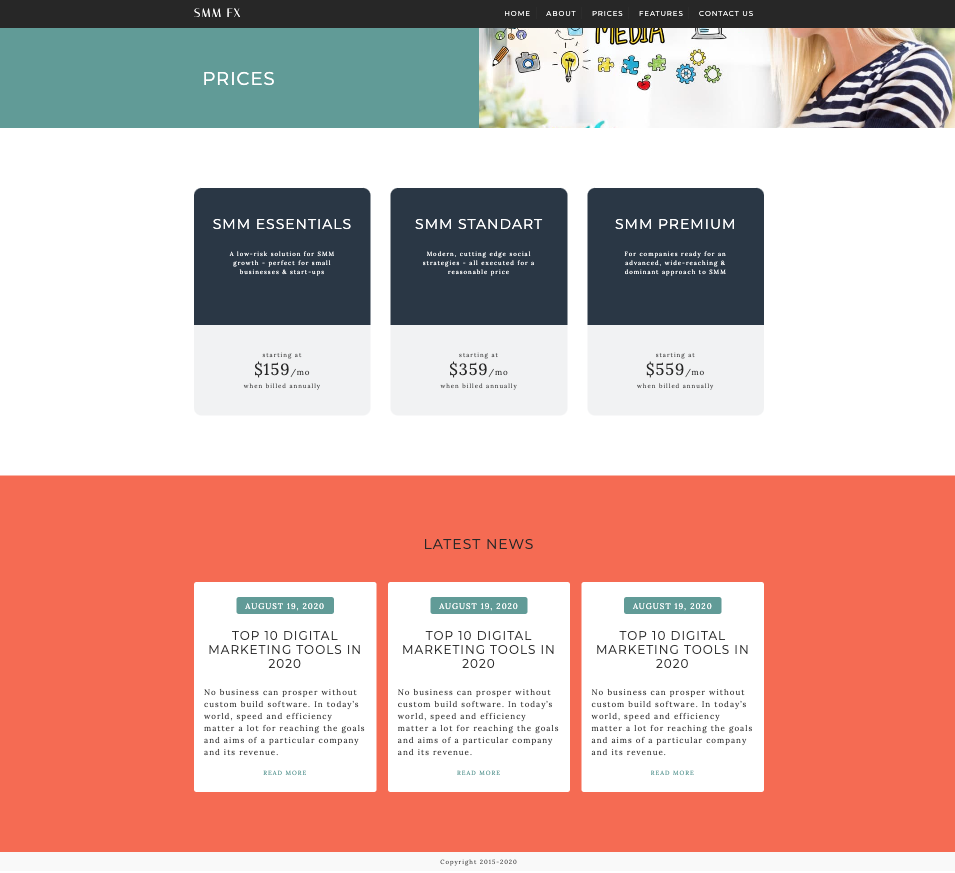 SMM FX
HOME ABOUT PRICES FEATURES CONTACT US
MEDIA
PRICES
SMM ESSENTIALS
A low-risk solution for SMM
growth - perfect for small
businesses & start-ups
starting at
$159/mo
when billed annually
SMM STANDART
Modern, cutting edge social
strategies - all executed for a
reasonable price
starting at
$359/mo
when billed annually
SMM PREMIUM
For companies ready for an
advanced, wide-reaching &
dominant approach to SMM
starting at
$559/mo
when billed annually
LATEST NEWS
AUGUST 19, 2020
TOP 10 DIGITAL
MARKETING TOOLS IN
2020
No business can prosper without
custom build software. In today's
world, speed and efficiency
matter a lot for reaching the goals
and aims of a particular company
and its revenue.
READ MORE
AUGUST 19, 2020
TOP 10 DIGITAL
MARKETING TOOLS IN
2020
No business can prosper without
custom build software. In today's
world, speed and efficiency
matter a lot for reaching the goals
and aims of a particular company
and its revenue.
READ MORE
AUGUST 19, 2020
TOP 10 DIGITAL
MARKETING TOOLS IN
2020
No business can prosper without
custom build software. In today's
world, speed and efficiency
matter a lot for reaching the goals
and aims of a particular company
and its revenue.
READ MORE
Copyright 2015-2020